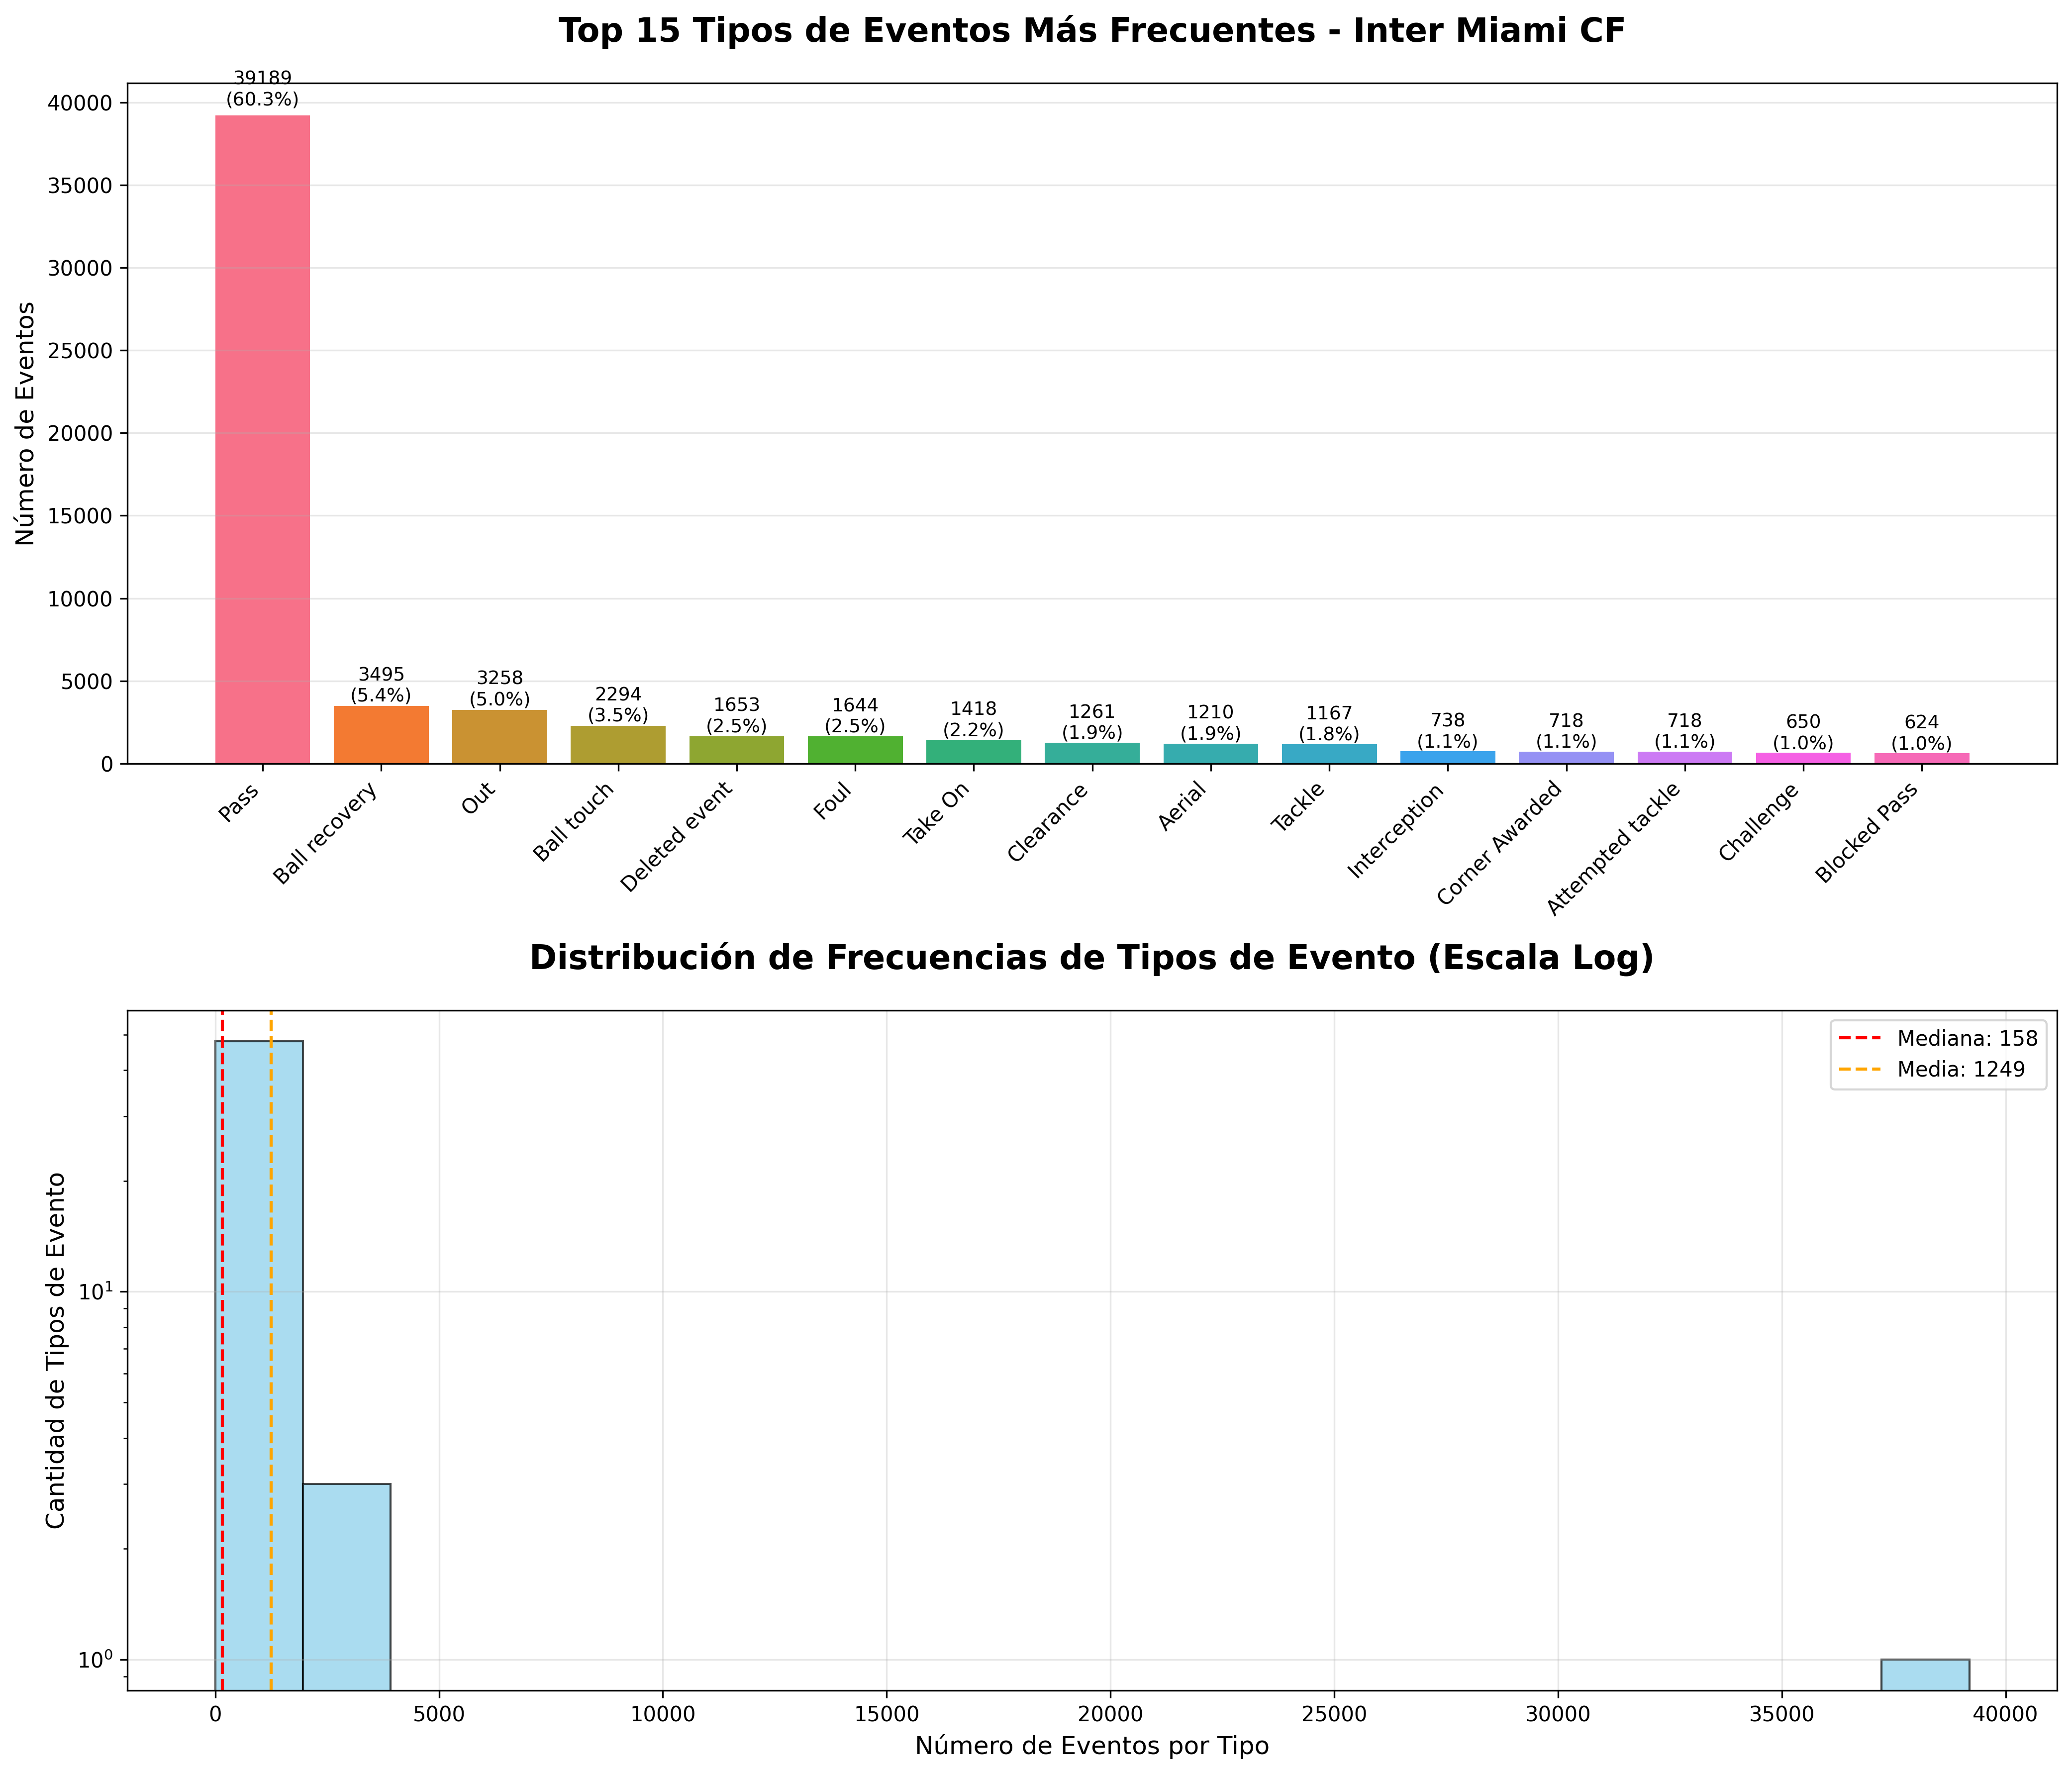 Top 15 Tipos de Eventos Más Frecuentes - Inter Miami CF
Número de Eventos
40000
35000
30000
25000
20000
15000
10000
5000
0
39189
(60.3%)
3495
(5.4%)
3258
(5.0%)
2294
(3.5%)
1653
(2.5%)
1644
(2.5%)
1418
(2.2%)
1261
(1.9%)
1210
(1.9%)
1167
(1.8%)
738
(1.1%)
718
(1.1%)
718
(1.1%)
650
(1.0%)
624
(1.0%)
Pass
Ball recovery
Out
Ball touch
Deleted event
Foul
Take On
Clearance
Aerial
Tackle
Interception
Corner Awarded
Attempted tackle
Challenge
Blocked Pass
Distribución de Frecuencias de Tipos de Evento (Escala Log)
Cantidad de Tipos de Evento
10¹
10⁰
Mediana: 158
Media: 1249
0
5000
10000
15000
20000
25000
30000
35000
40000
Número de Eventos por Tipo